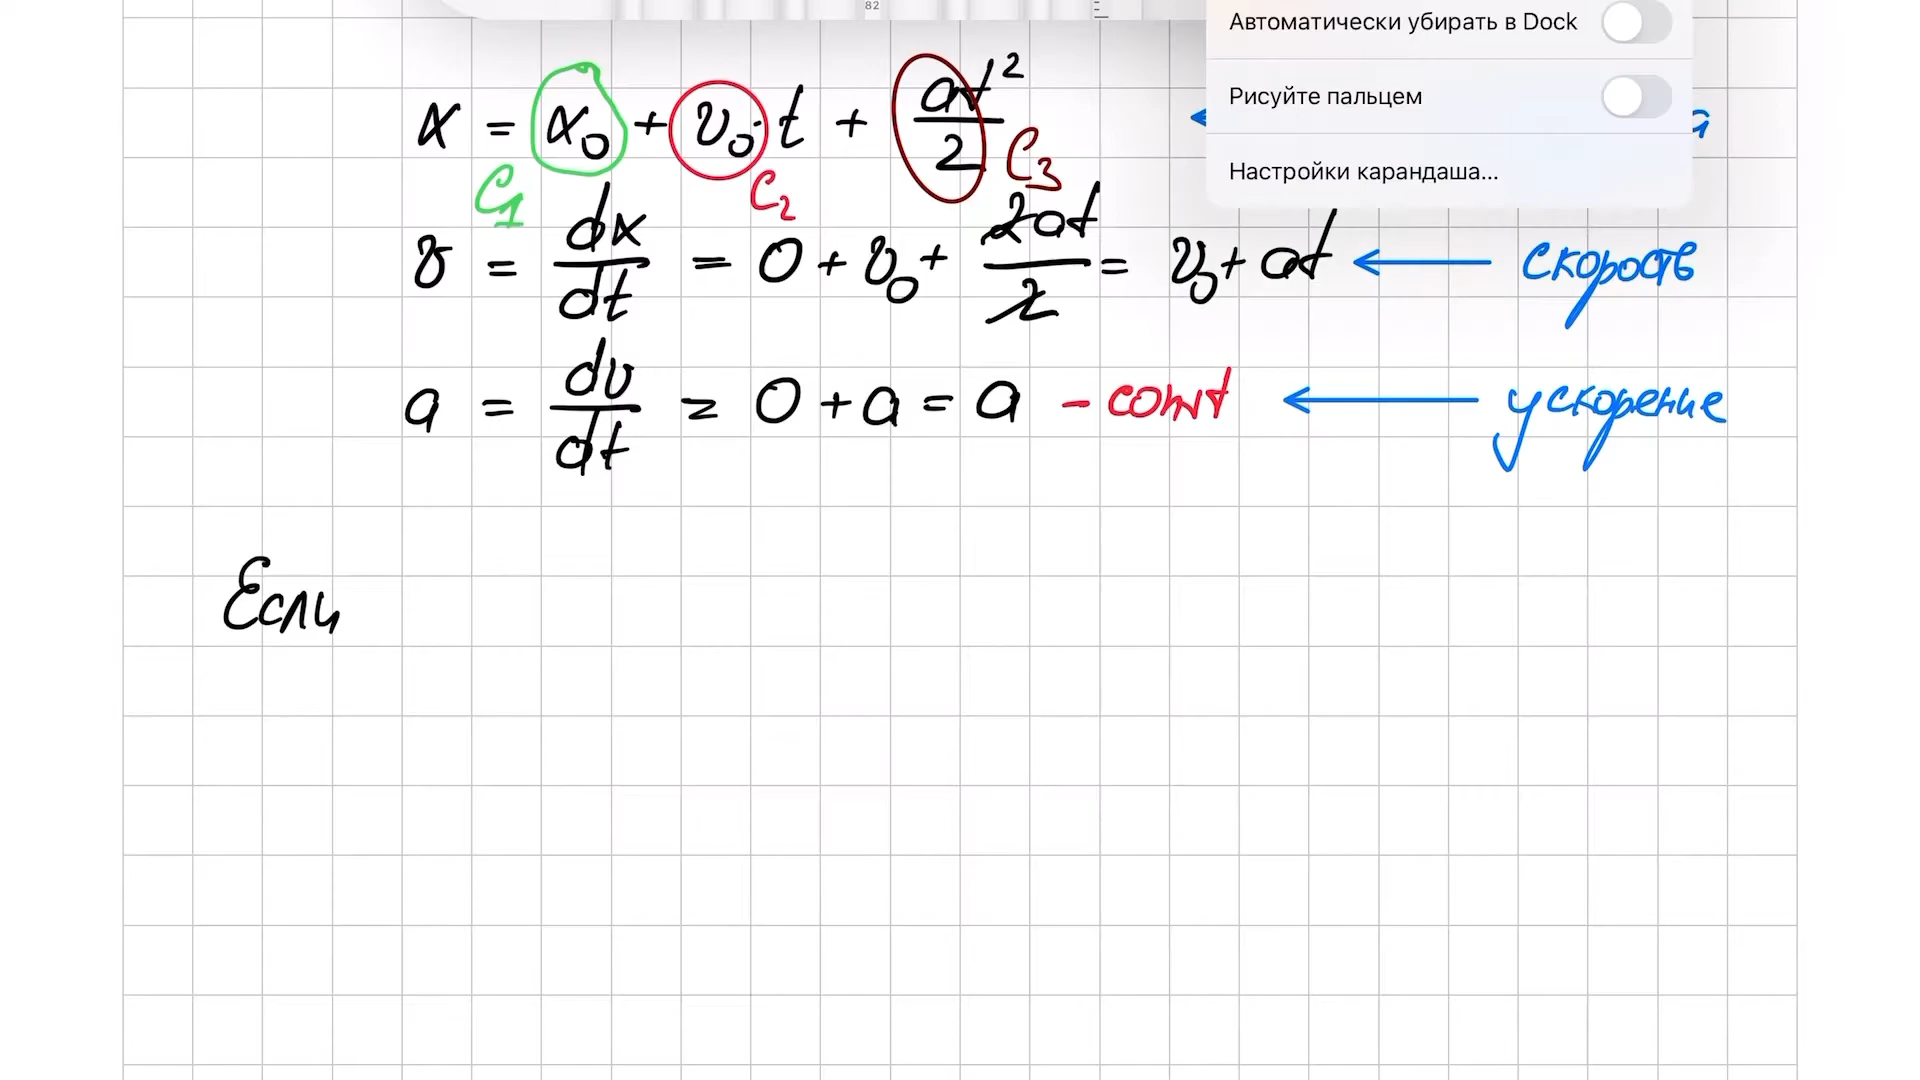 82
Автоматически убирать в Dock
Рисуйте пальцем
Настройки карандаша...
x = x₀ + v₀·t + at²/2
C₁ C₂ C₃
v = dx/dt = 0 + v₀ + 2at/2 = v₀ + at ← скорость
a = dv/dt = 0 + a = a - const ← ускорение
Если